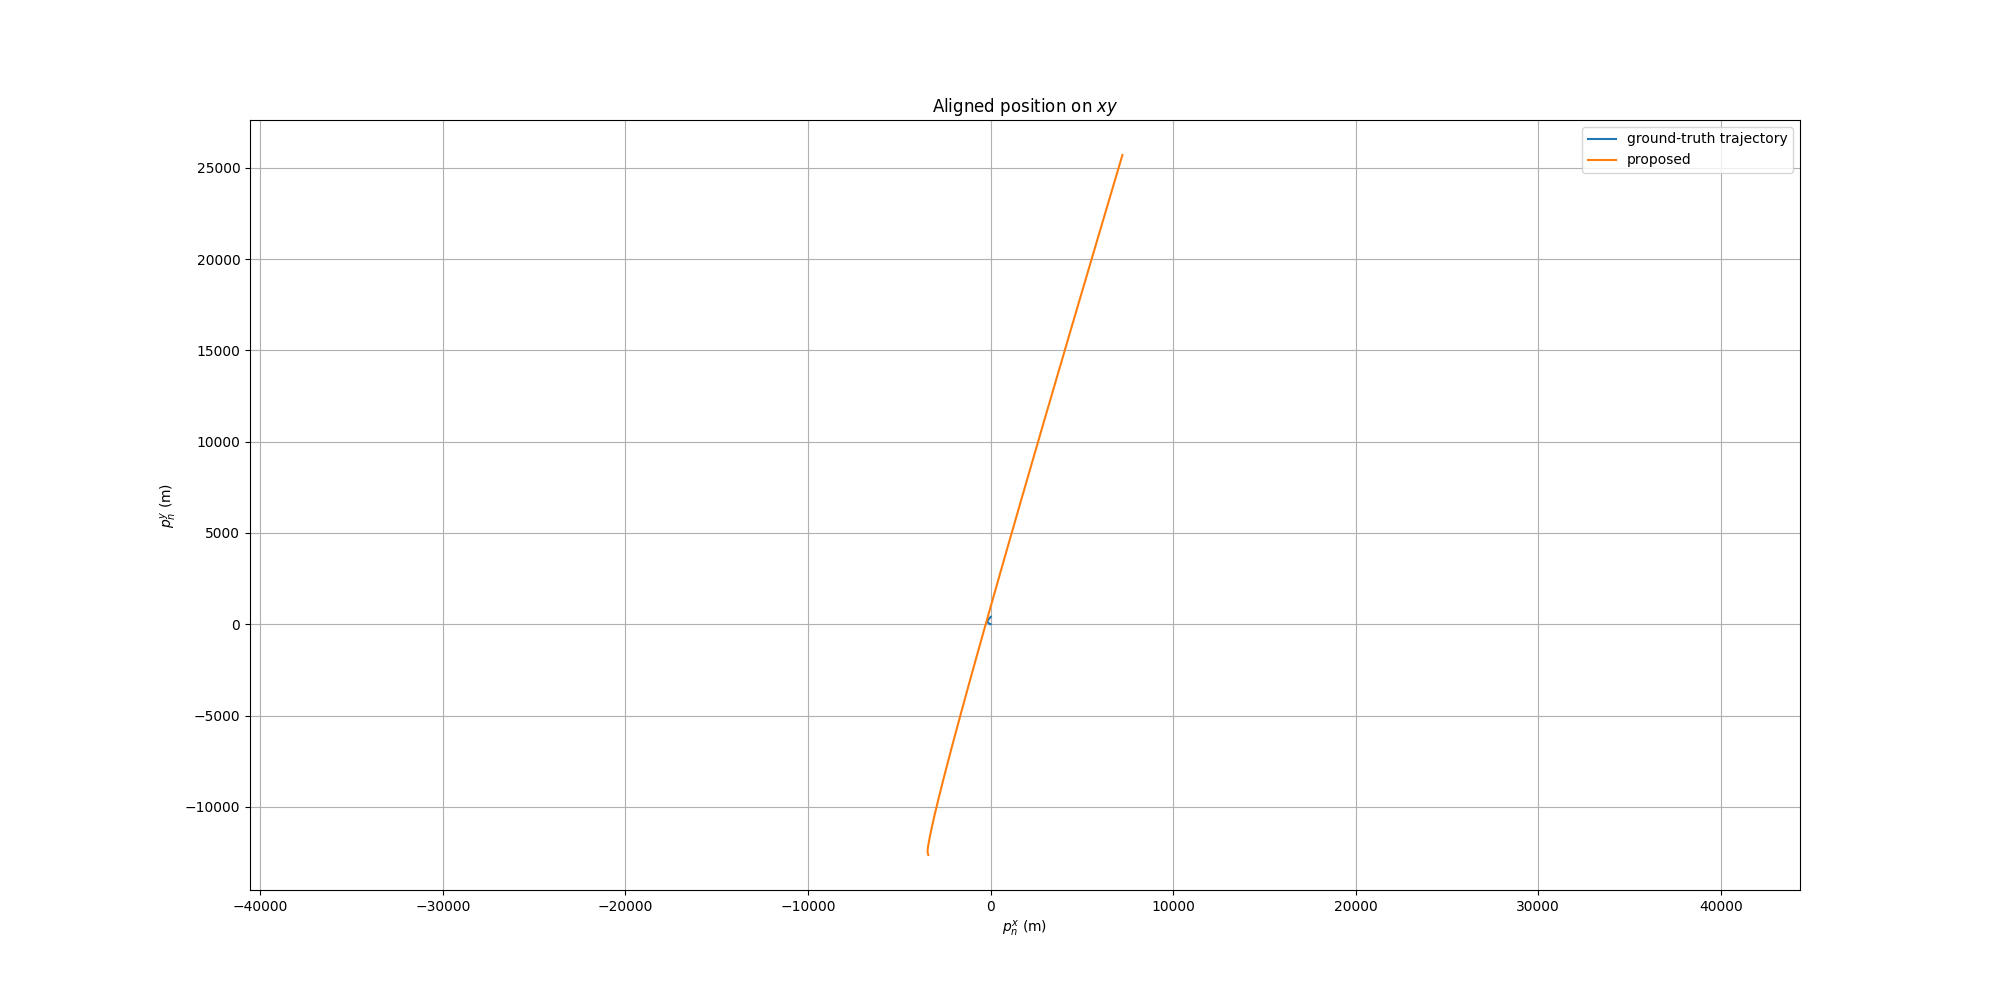 Aligned position on xy
ground-truth trajectory
proposed
25000
20000
15000
10000
5000
0
−5000
−10000
p_n^y (m)
−40000 −30000 −20000 −10000 0 10000 20000 30000 40000
p_n^x (m)